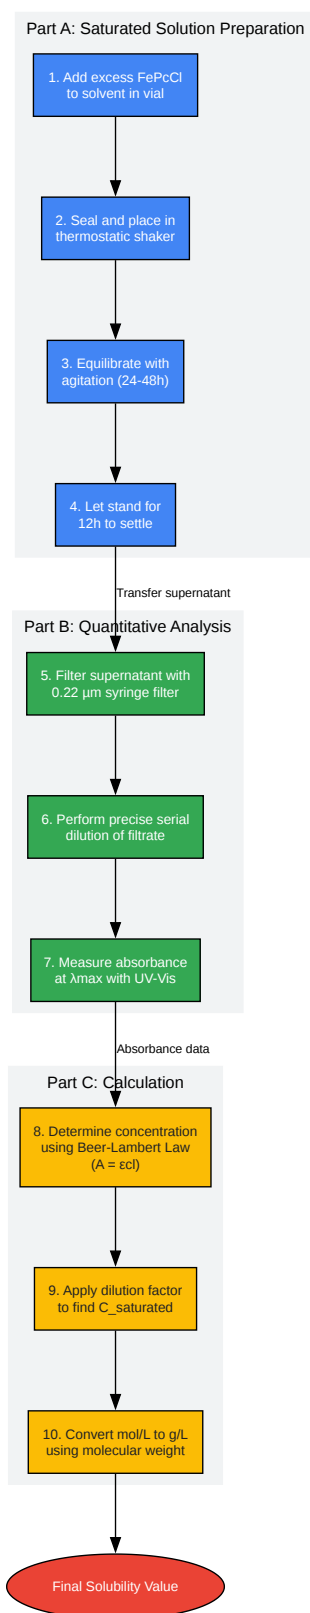 Part A: Saturated Solution Preparation
1. Add excess FePcCl
to solvent in vial
2. Seal and place in
thermostatic shaker
3. Equilibrate with
agitation (24-48h)
4. Let stand for
12h to settle
Transfer supernatant
Part B: Quantitative Analysis
5. Filter supernatant with
0.22 µm syringe filter
6. Perform precise serial
dilution of filtrate
7. Measure absorbance
at λmax with UV-Vis
Absorbance data
Part C: Calculation
8. Determine concentration
using Beer-Lambert Law
(A = εcl)
9. Apply dilution factor
to find C_saturated
10. Convert mol/L to g/L
using molecular weight
Final Solubility Value